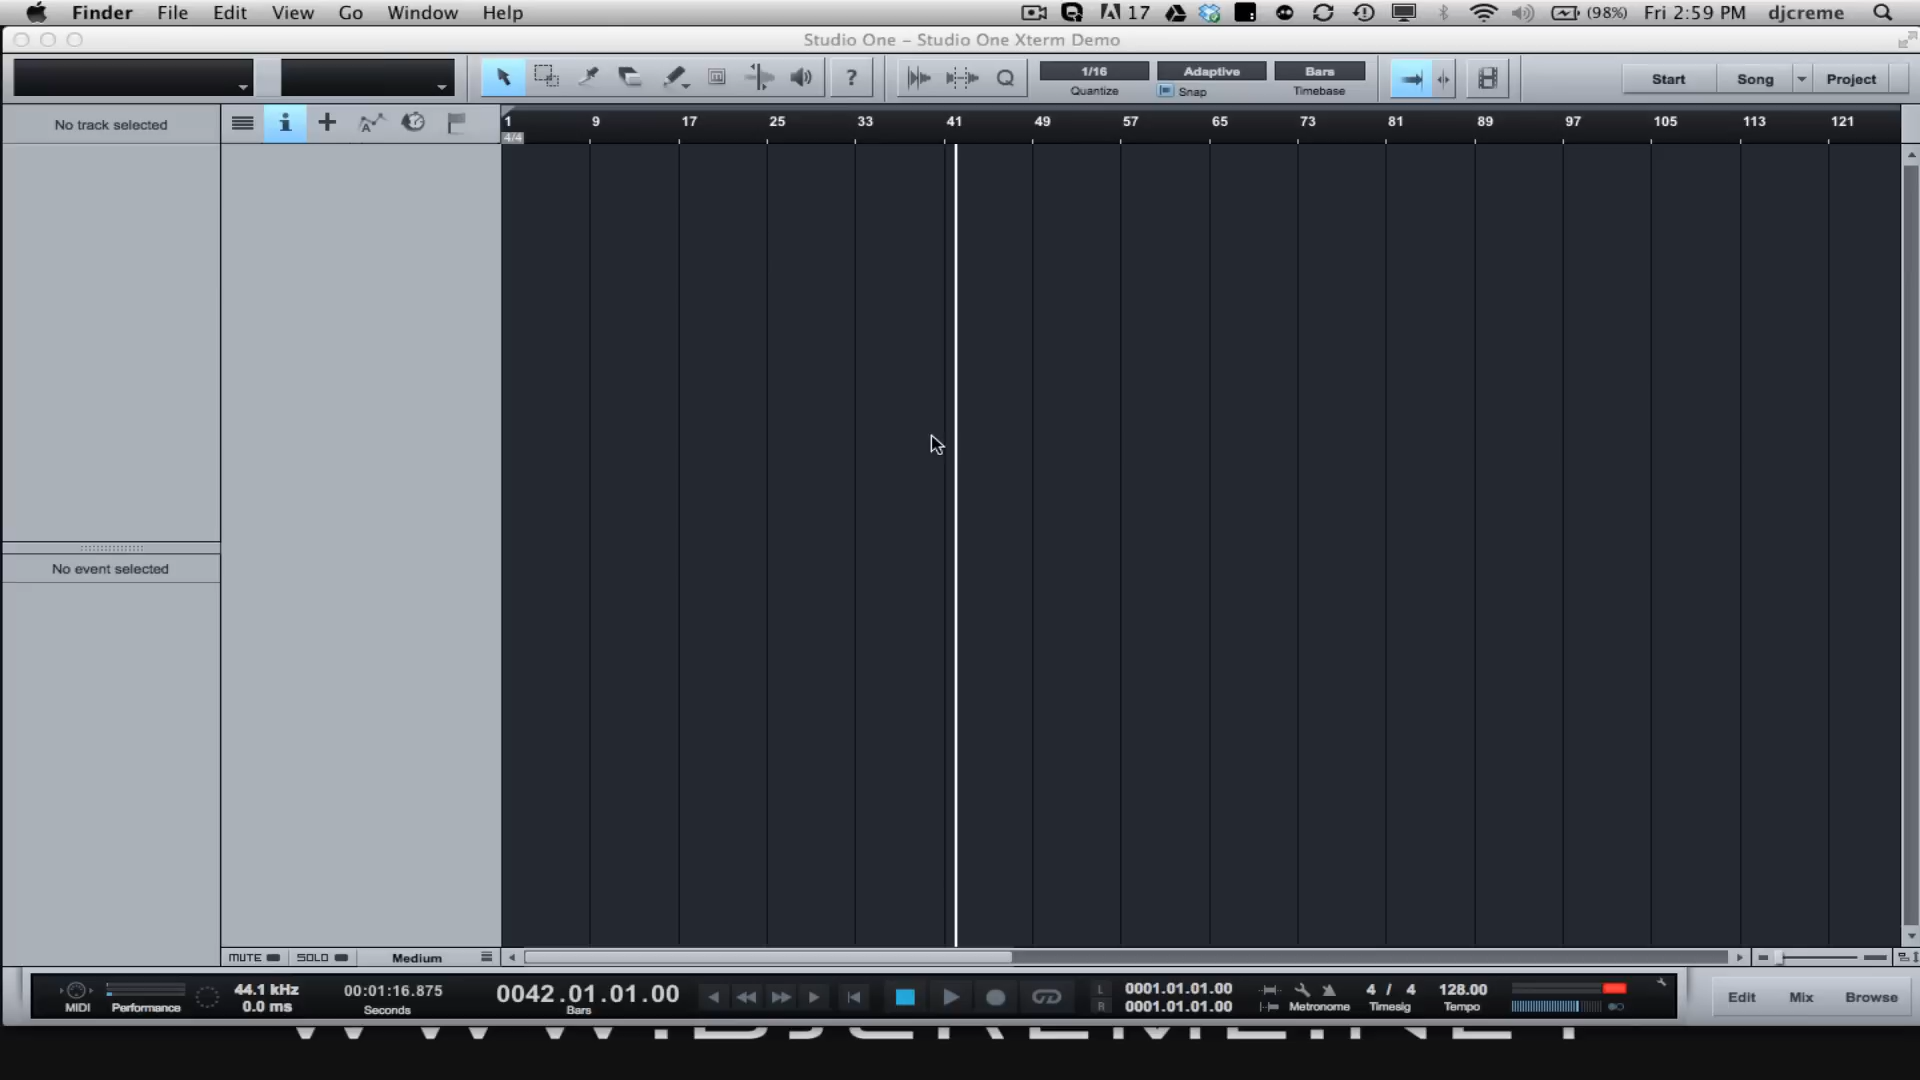 Finder File Edit View Go Window Help 17 (98%) Fri 2:59 PM djcreme
Studio One – Studio One Xterm Demo
? Q 1/16 Adaptive Bars Start Song Project
Quantize Snap Timebase
No track selected i + 1 9 17 25 33 41 49 57 65 73 81 89 97 105 113 121
4/4
No event selected
MUTE SOLO Medium
44.1 kHz 00:01:16.875 0042.01.01.00 L 0001.01.01.00 4 / 4 128.00 Edit Mix Browse
MIDI Performance 0.0 ms Seconds Bars R 0001.01.01.00 Metronome Timesig Tempo